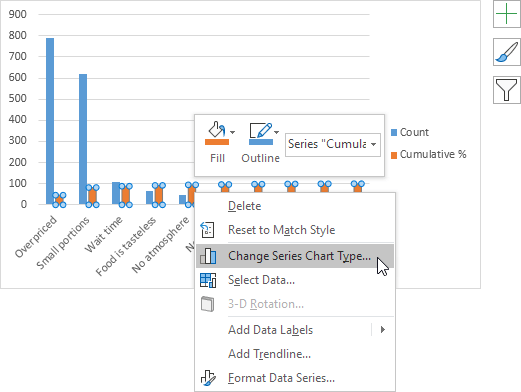 900
800
700
600
500
400
300
200
100
0
Overpriced
Small portions
Wait time
Food is tasteless
No atmosphere
Count
Cumulative %
Fill
Outline
Series "Cumula
Delete
Reset to Match Style
Change Series Chart Type...
Select Data...
3-D Rotation...
Add Data Labels
Add Trendline...
Format Data Series...